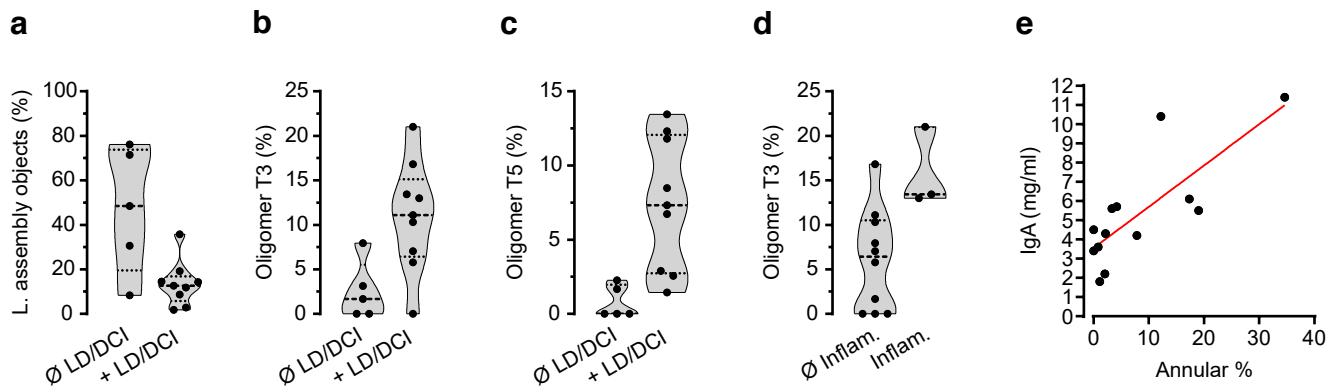 a
L. assembly objects (%)
100
80
60
40
20
0
Ø LD/DCI
+ LD/DCI
b
Oligomer T3 (%)
25
20
15
10
5
0
Ø LD/DCI
+ LD/DCI
c
Oligomer T5 (%)
15
10
5
0
Ø LD/DCI
+ LD/DCI
d
Oligomer T3 (%)
25
20
15
10
5
0
Ø Inflam.
Inflam.
e
IgA (mg/ml)
12
11
10
9
8
7
6
5
4
3
2
1
0
0
10
20
30
40
Annular %